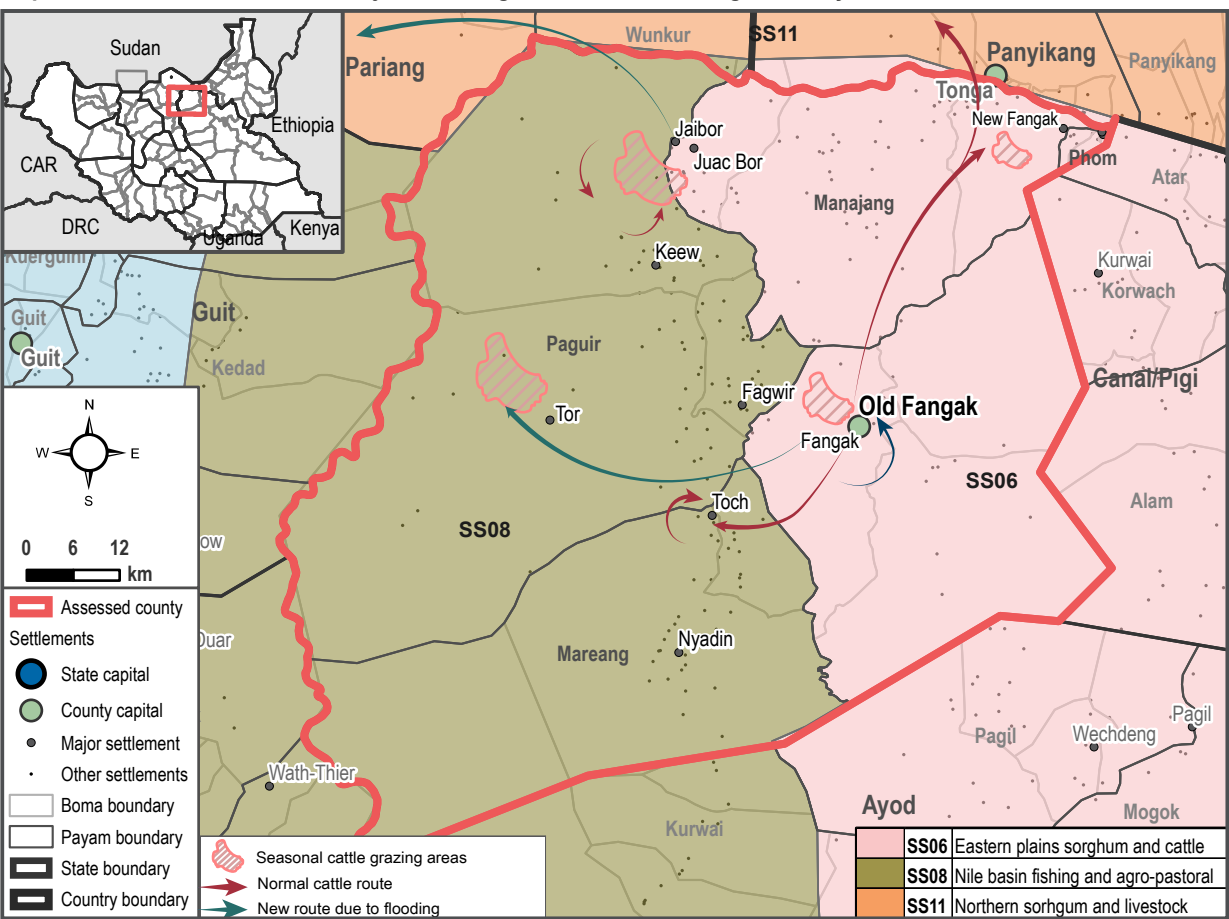 Sudan
Ethiopia
CAR
DRC
Uganda
Kenya
Wunkur
SS11
Pariang
Panyikang
Panyikang
Tonga
New Fangak
Jaibor
Juac Bor
Phom
Atar
Manajang
Keew
Kurwai
Korwach
Kuerguini
Guit
Guit
Guit
Kedad
Paguir
Canal/Pigi
Fagwir
Old Fangak
Tor
Fangak
N
W
E
S
SS06
Toch
Alam
SS08
ow
0 6 12
km
Nyadin
Mareang
Duar
Pagil
Pagil
Wechdeng
Wath-Thier
Ayod
Mogok
Kurwai
Assessed county
Settlements
State capital
County capital
Major settlement
Other settlements
Boma boundary
Payam boundary
State boundary
Country boundary
Seasonal cattle grazing areas
Normal cattle route
New route due to flooding
SS06 Eastern plains sorghum and cattle
SS08 Nile basin fishing and agro-pastoral
SS11 Northern sorhgum and livestock